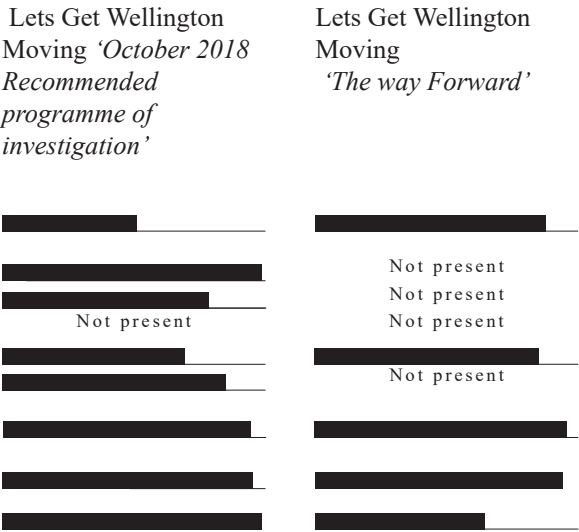 Lets Get Wellington
Moving ‘October 2018
Recommended
programme of
investigation’
Not present
Lets Get Wellington
Moving
‘The way Forward’
Not present
Not present
Not present
Not present